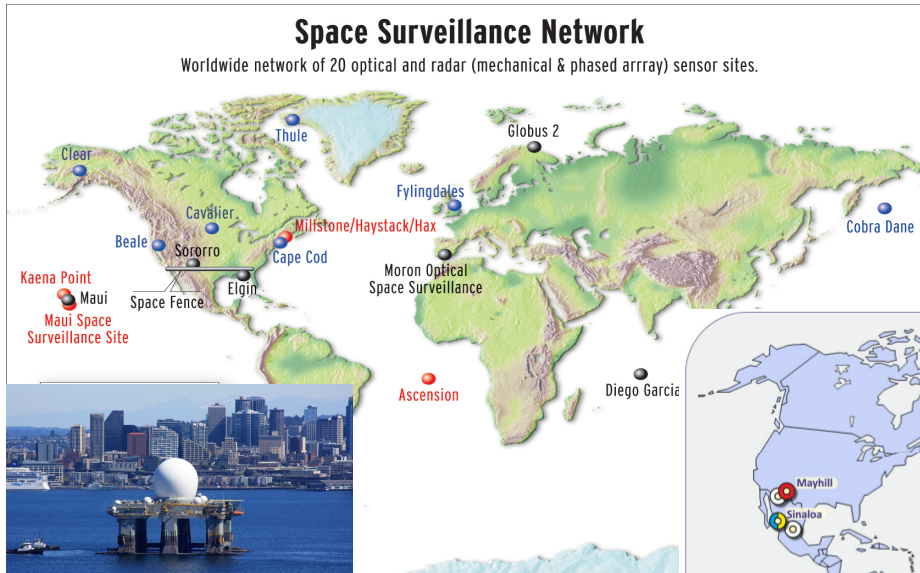 Space Surveillance Network
Worldwide network of 20 optical and radar (mechanical & phased arrray) sensor sites.
Thule
Globus 2
Clear
Fylingdales
Cavalier
Millstone/Haystack/Hax
Cobra Dane
Beale
Sororro
Cape Cod
Moron Optical
Space Surveillance
Kaena Point
Maui
Space Fence
Elgin
Maui Space
Surveillance Site
Ascension
Diego Garcia
Mayhill
Sinaloa